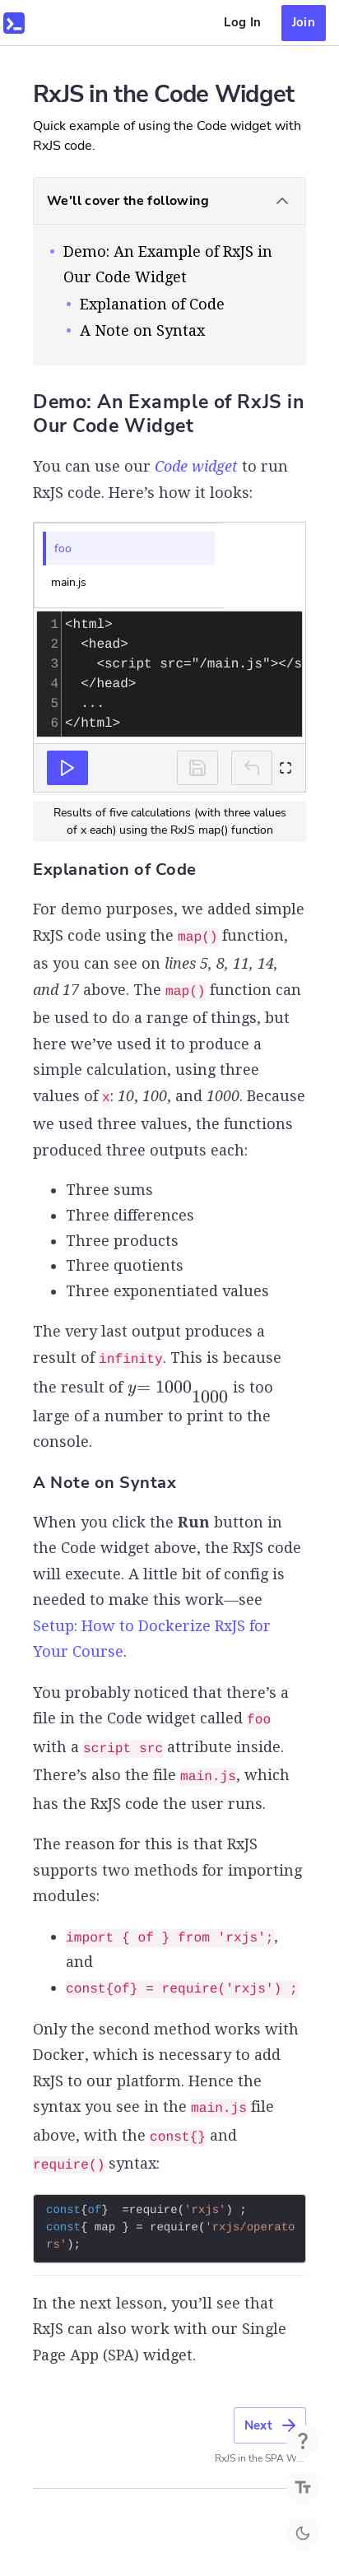 Log In
Join
RxJS in the Code Widget
Quick example of using the Code widget with
RxJS code.
We'll cover the following
Demo: An Example of RxJS in
Our Code Widget
Explanation of Code
A Note on Syntax
Demo: An Example of RxJS in
Our Code Widget
You can use our Code widget to run
RxJS code. Here’s how it looks:
foo
main.js
1 <html>
2   <head>
3     <script src="/main.js"></s
4   </head>
5   ...
6 </html>
Results of five calculations (with three values
of x each) using the RxJS map() function
Explanation of Code
For demo purposes, we added simple
RxJS code using the map() function,
as you can see on lines 5, 8, 11, 14,
and 17 above. The map() function can
be used to do a range of things, but
here we’ve used it to produce a
simple calculation, using three
values of x: 10, 100, and 1000. Because
we used three values, the functions
produced three outputs each:
• Three sums
• Three differences
• Three products
• Three quotients
• Three exponentiated values
The very last output produces a
result of infinity. This is because
the result of y= 1000 1000 is too
large of a number to print to the
console.
A Note on Syntax
When you click the Run button in
the Code widget above, the RxJS code
will execute. A little bit of config is
needed to make this work—see
Setup: How to Dockerize RxJS for
Your Course.
You probably noticed that there’s a
file in the Code widget called foo
with a script src attribute inside.
There’s also the file main.js, which
has the RxJS code the user runs.
The reason for this is that RxJS
supports two methods for importing
modules:
• import { of } from 'rxjs';,
and
• const{of} = require('rxjs') ;
Only the second method works with
Docker, which is necessary to add
RxJS to our platform. Hence the
syntax you see in the main.js file
above, with the const{} and
require() syntax:
const{of}  =require('rxjs') ;
const{ map } = require('rxjs/operato
rs');
In the next lesson, you’ll see that
RxJS can also work with our Single
Page App (SPA) widget.
Next →
RxJS in the SPA W...
?
Tt